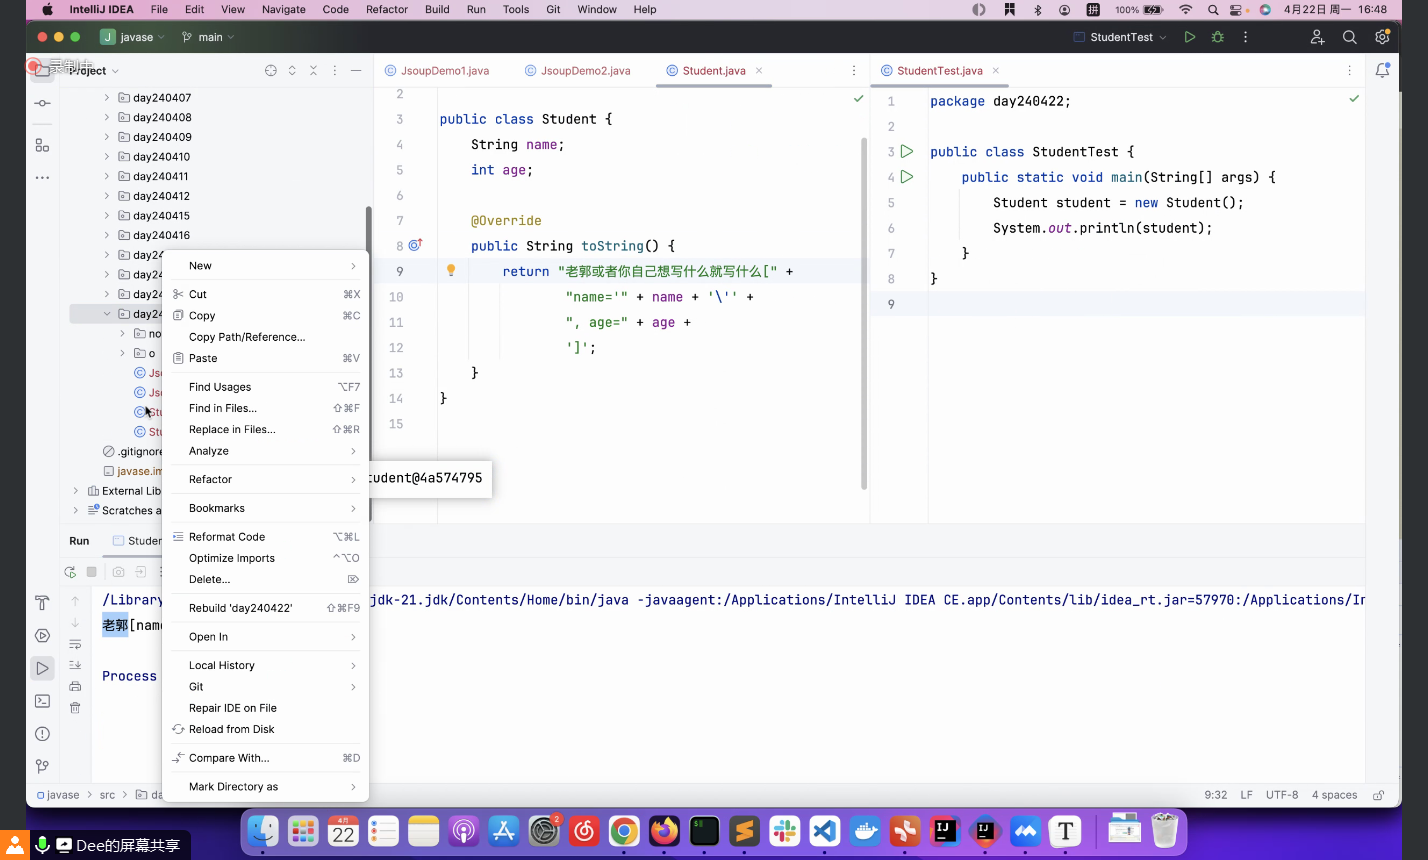 IntelliJ IDEA File Edit View Navigate Code Refactor Build Run Tools Git Window Help 100% 4月22日 周一 16:48
J javase main StudentTest
录制中
Project
JsoupDemo1.java JsoupDemo2.java Student.java StudentTest.java
day240407
day240408
day240409
day240410
day240411
day240412
day240415
day240416
day24
day24
day24
day24
no
o
Jso
Jso
Stu
Stu
.gitignore
javase.im
External Lib
Scratches a
2
3 public class Student {
4 String name;
5 int age;
6
7 @Override
8 public String toString() {
9 return "老郭或者你自己想写什么就写什么[" +
10 "name='" + name + '\'' +
11 ", age=" + age +
12 ']';
13 }
14 }
15
1 package day240422;
2
3 public class StudentTest {
4 public static void main(String[] args) {
5 Student student = new Student();
6 System.out.println(student);
7 }
8 }
9
New
Cut ⌘X
Copy ⌘C
Copy Path/Reference...
Paste ⌘V
Find Usages ⌥F7
Find in Files... ⇧⌘F
Replace in Files... ⇧⌘R
Analyze
Refactor
Bookmarks
Reformat Code ⌥⌘L
Optimize Imports ⌃⌥O
Delete... ⌦
Rebuild 'day240422' ⇧⌘F9
Open In
Local History
Git
Repair IDE on File
Reload from Disk
Compare With... ⌘D
Mark Directory as
tudent@4a574795
Run Studen
/Library jdk-21.jdk/Contents/Home/bin/java -javaagent:/Applications/IntelliJ IDEA CE.app/Contents/lib/idea_rt.jar=57970:/Applications/In
老郭[nam
Process
javase src da
9:32 LF UTF-8 4 spaces
4月
22
2
IJ
IJ
T
Dee的屏幕共享